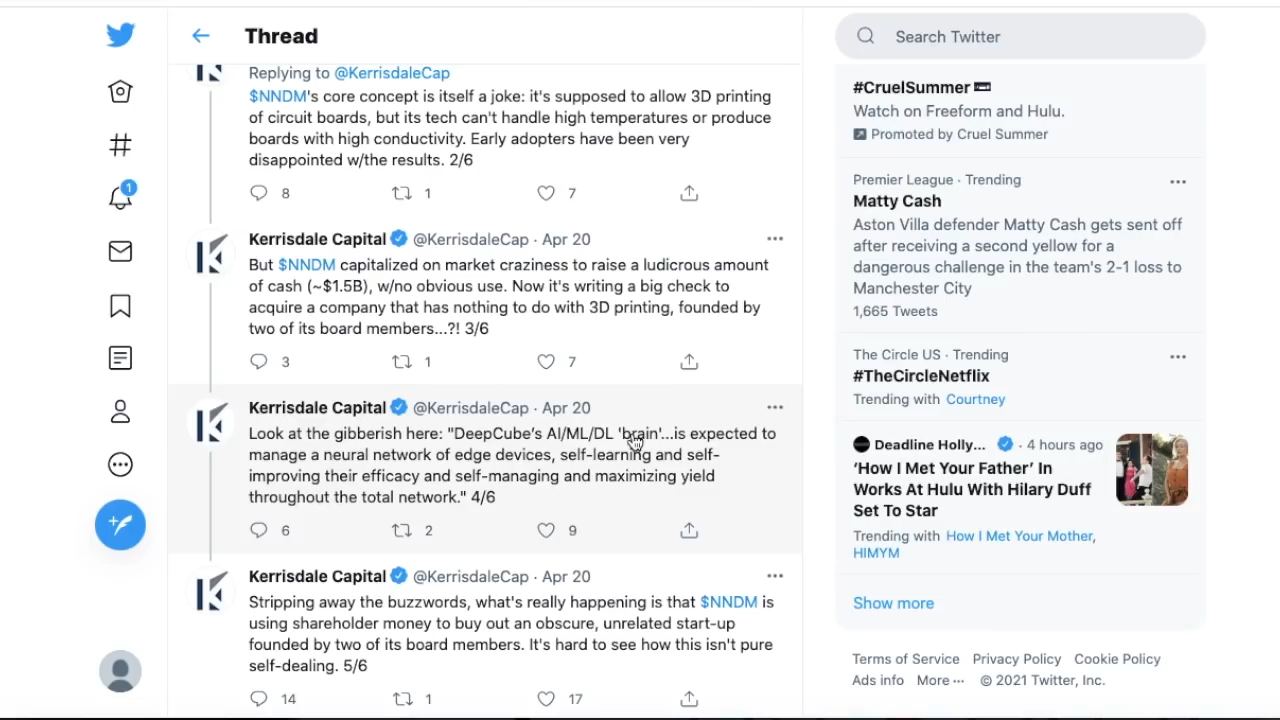 Thread
Search Twitter
Replying to @KerrisdaleCap
$NNDM's core concept is itself a joke: it's supposed to allow 3D printing
of circuit boards, but its tech can't handle high temperatures or produce
boards with high conductivity. Early adopters have been very
disappointed w/the results. 2/6
8 1 7
Kerrisdale Capital @KerrisdaleCap · Apr 20
But $NNDM capitalized on market craziness to raise a ludicrous amount
of cash (~$1.5B), w/no obvious use. Now it's writing a big check to
acquire a company that has nothing to do with 3D printing, founded by
two of its board members...?! 3/6
3 1 7
Kerrisdale Capital @KerrisdaleCap · Apr 20
Look at the gibberish here: "DeepCube's AI/ML/DL 'brain'...is expected to
manage a neural network of edge devices, self-learning and self-
improving their efficacy and self-managing and maximizing yield
throughout the total network." 4/6
6 2 9
Kerrisdale Capital @KerrisdaleCap · Apr 20
Stripping away the buzzwords, what's really happening is that $NNDM is
using shareholder money to buy out an obscure, unrelated start-up
founded by two of its board members. It's hard to see how this isn't pure
self-dealing. 5/6
14 1 17
1
#CruelSummer
Watch on Freeform and Hulu.
Promoted by Cruel Summer
Premier League · Trending
Matty Cash
Aston Villa defender Matty Cash gets sent off
after receiving a second yellow for a
dangerous challenge in the team's 2-1 loss to
Manchester City
1,665 Tweets
The Circle US · Trending
#TheCircleNetflix
Trending with Courtney
Deadline Holly... · 4 hours ago
‘How I Met Your Father’ In
Works At Hulu With Hilary Duff
Set To Star
Trending with How I Met Your Mother,
HIMYM
Show more
Terms of Service Privacy Policy Cookie Policy
Ads info More ··· © 2021 Twitter, Inc.